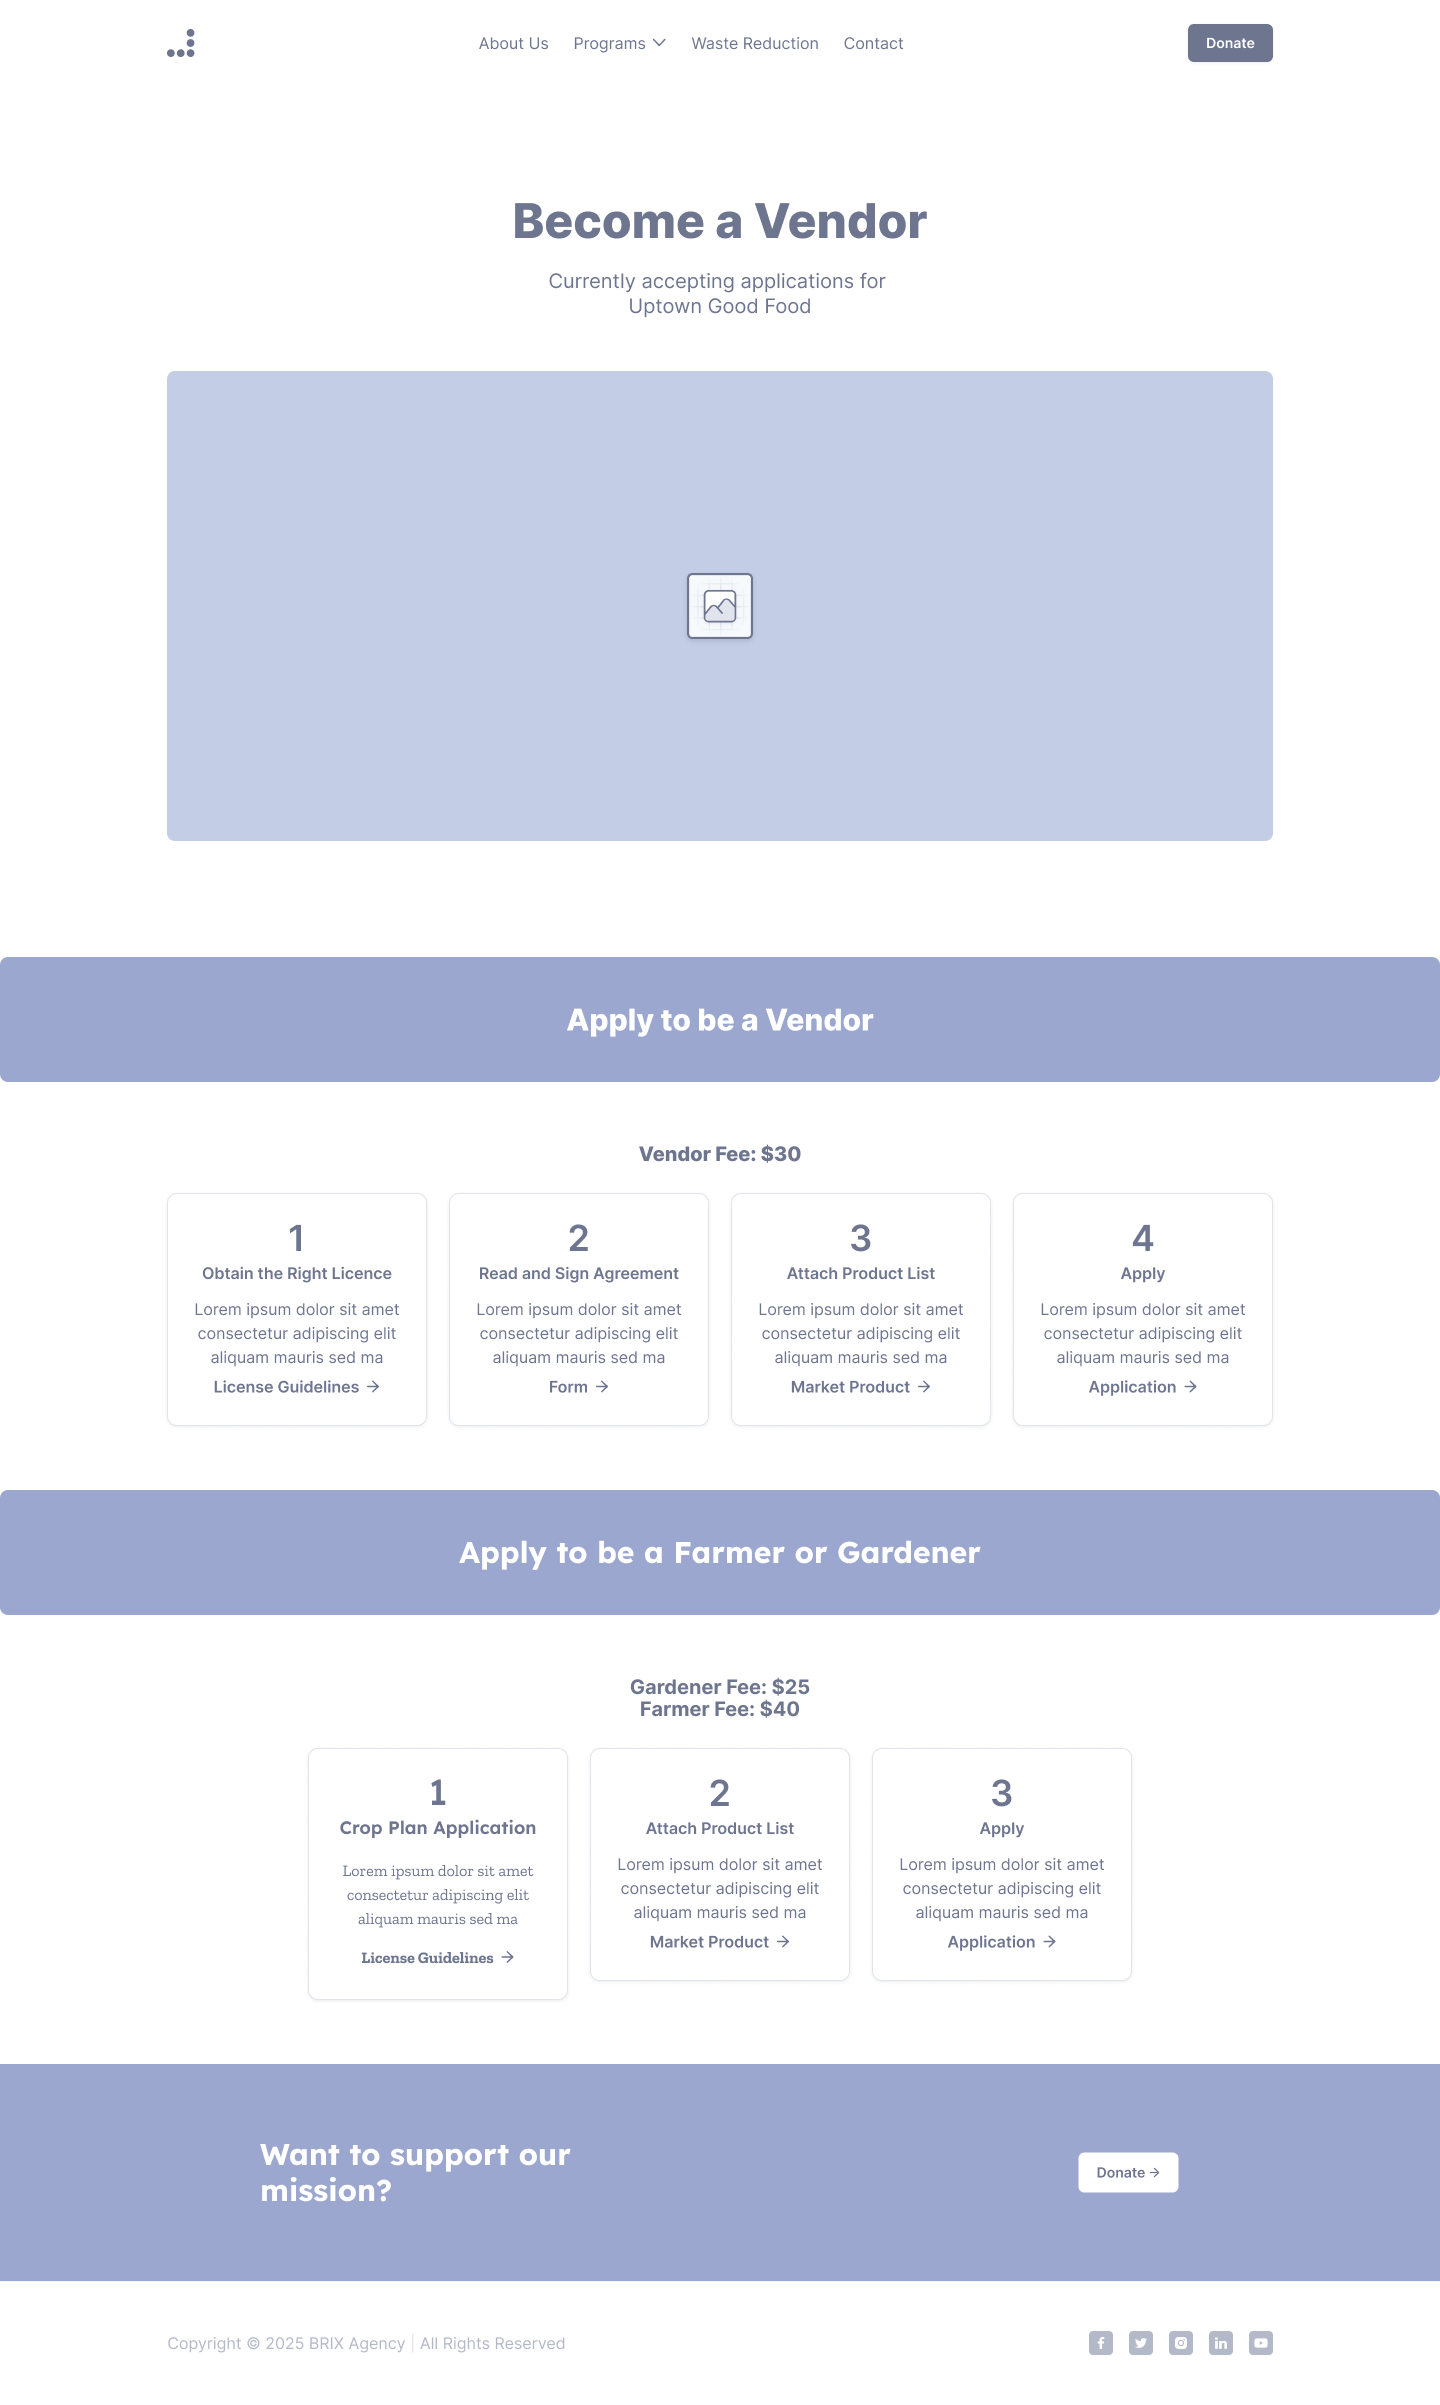 About Us Programs Waste Reduction Contact Donate
Become a Vendor
Currently accepting applications for
Uptown Good Food
Apply to be a Vendor
Vendor Fee: $30
1
Obtain the Right Licence
Lorem ipsum dolor sit amet
consectetur adipiscing elit
aliquam mauris sed ma
License Guidelines →
2
Read and Sign Agreement
Lorem ipsum dolor sit amet
consectetur adipiscing elit
aliquam mauris sed ma
Form →
3
Attach Product List
Lorem ipsum dolor sit amet
consectetur adipiscing elit
aliquam mauris sed ma
Market Product →
4
Apply
Lorem ipsum dolor sit amet
consectetur adipiscing elit
aliquam mauris sed ma
Application →
Apply to be a Farmer or Gardener
Gardener Fee: $25
Farmer Fee: $40
1
Crop Plan Application
Lorem ipsum dolor sit amet
consectetur adipiscing elit
aliquam mauris sed ma
License Guidelines →
2
Attach Product List
Lorem ipsum dolor sit amet
consectetur adipiscing elit
aliquam mauris sed ma
Market Product →
3
Apply
Lorem ipsum dolor sit amet
consectetur adipiscing elit
aliquam mauris sed ma
Application →
Want to support our
mission?
Donate →
Copyright © 2025 BRIX Agency | All Rights Reserved